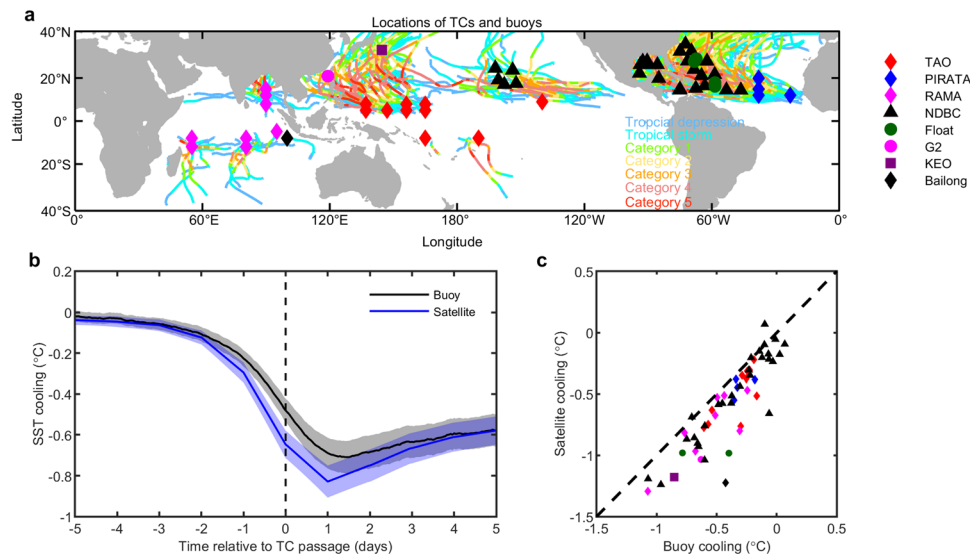 a
Locations of TCs and buoys
40°N
20°N
0°
20°S
40°S
Latitude
0°
60°E
120°E
180°
120°W
60°W
0°
Longitude
Tropcial depression
Tropical storm
Category 1
Category 2
Category 3
Category 4
Category 5
TAO
PIRATA
RAMA
NDBC
Float
G2
KEO
Bailong
b
0.2
0
-0.2
-0.4
-0.6
-0.8
-1
SST cooling (°C)
Buoy
Satellite
-5 -4 -3 -2 -1 0 1 2 3 4 5
Time relative to TC passage (days)
c
0.5
0
-0.5
-1
-1.5
Satellite cooling (°C)
-1.5 -1 -0.5 0 0.5
Buoy cooling (°C)